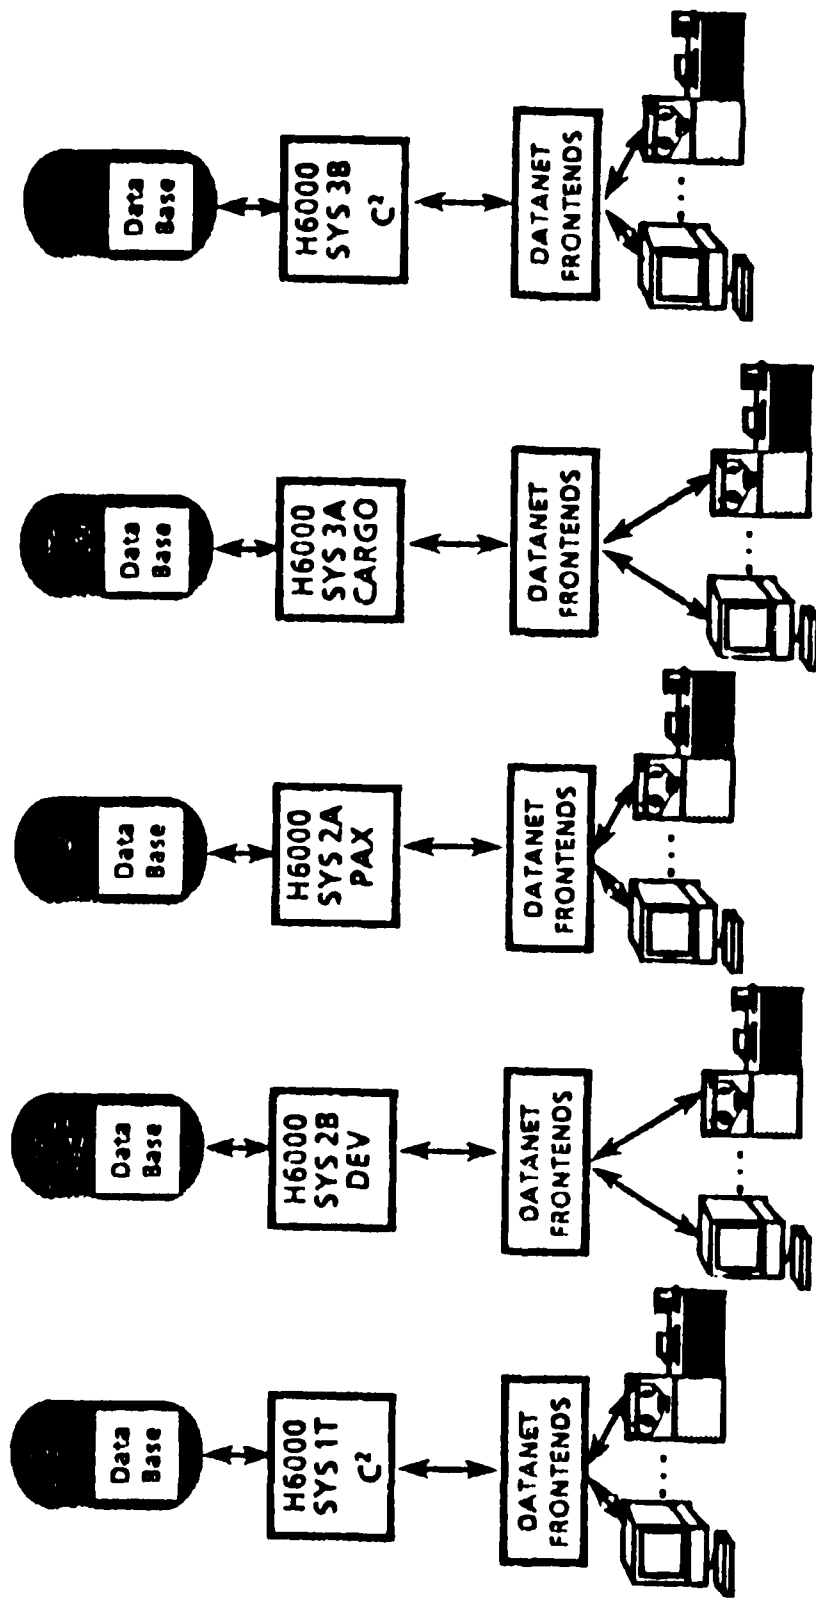 Data
Base
H6000
SYS 1T
C²
DATANET
FRONTENDS
Data
Base
H6000
SYS 2B
DEV
DATANET
FRONTENDS
Data
Base
H6000
SYS 2A
PAX
DATANET
FRONTENDS
Data
Base
H6000
SYS 3A
CARGO
DATANET
FRONTENDS
Data
Base
H6000
SYS 3B
C²
DATANET
FRONTENDS